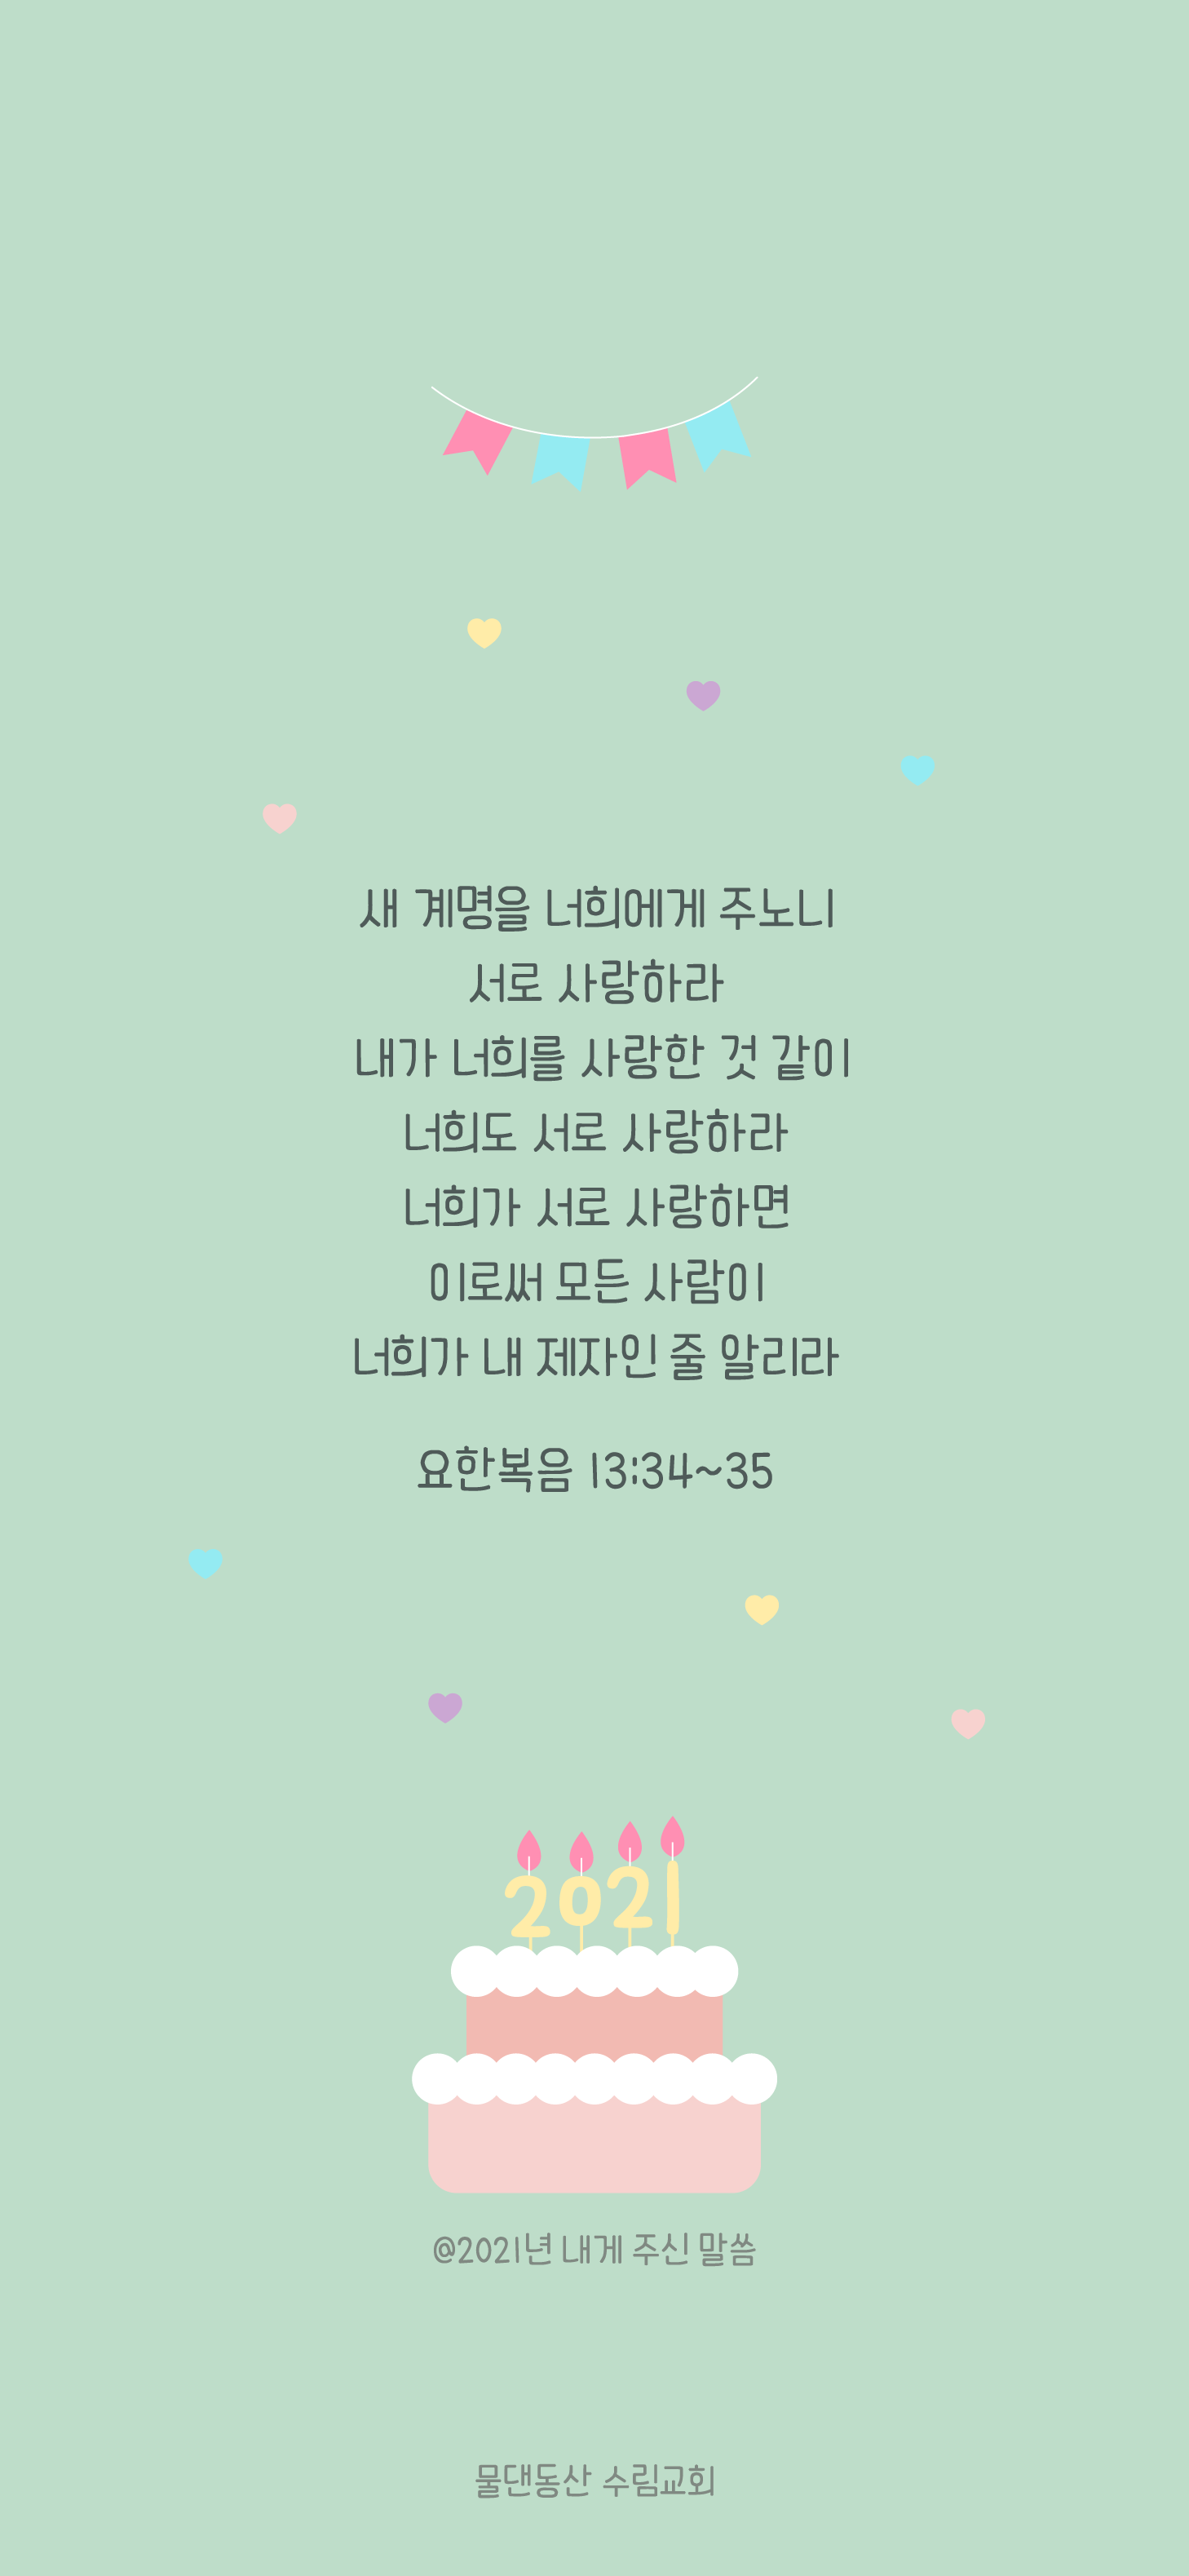 새 계명을 너희에게 주노니
서로 사랑하라
내가 너희를 사랑한 것 같이
너희도 서로 사랑하라
너희가 서로 사랑하면
이로써 모든 사람이
너희가 내 제자인 줄 알리라
요한복음 13:34~35
2021
@2021년 내게 주신 말씀
물댄동산 수림교회